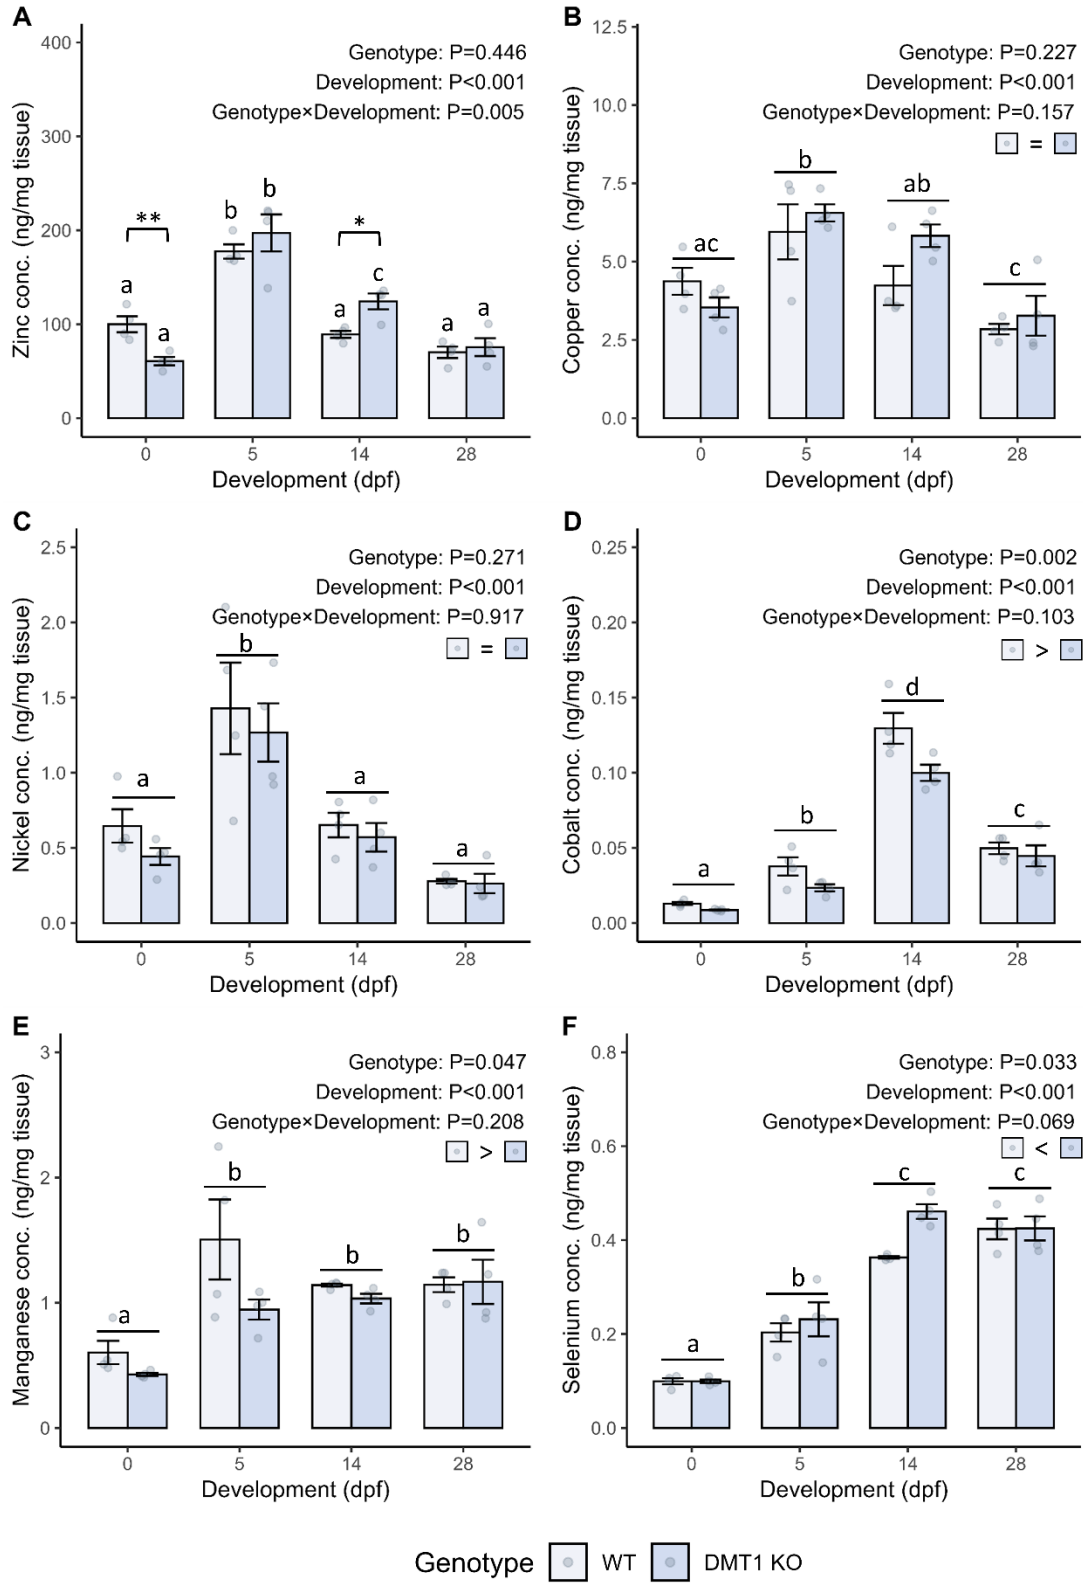 A
Zinc conc. (ng/mg tissue)
400
300
200
100
0
Genotype: P=0.446
Development: P<0.001
Genotype×Development: P=0.005
**
*
a
a
b
b
a
c
a
a
0
5
14
28
Development (dpf)
B
Copper conc. (ng/mg tissue)
12.5
10.0
7.5
5.0
2.5
0.0
Genotype: P=0.227
Development: P<0.001
Genotype×Development: P=0.157
=
ac
b
ab
c
0
5
14
28
Development (dpf)
C
Nickel conc. (ng/mg tissue)
2.5
2.0
1.5
1.0
0.5
0.0
Genotype: P=0.271
Development: P<0.001
Genotype×Development: P=0.917
=
a
b
a
a
0
5
14
28
Development (dpf)
D
Cobalt conc. (ng/mg tissue)
0.25
0.20
0.15
0.10
0.05
0.00
Genotype: P=0.002
Development: P<0.001
Genotype×Development: P=0.103
>
a
b
d
c
0
5
14
28
Development (dpf)
E
Manganese conc. (ng/mg tissue)
3
2
1
0
Genotype: P=0.047
Development: P<0.001
Genotype×Development: P=0.208
>
a
b
b
b
0
5
14
28
Development (dpf)
F
Selenium conc. (ng/mg tissue)
0.8
0.6
0.4
0.2
0.0
Genotype: P=0.033
Development: P<0.001
Genotype×Development: P=0.069
<
a
b
c
c
0
5
14
28
Development (dpf)
Genotype WT DMT1 KO